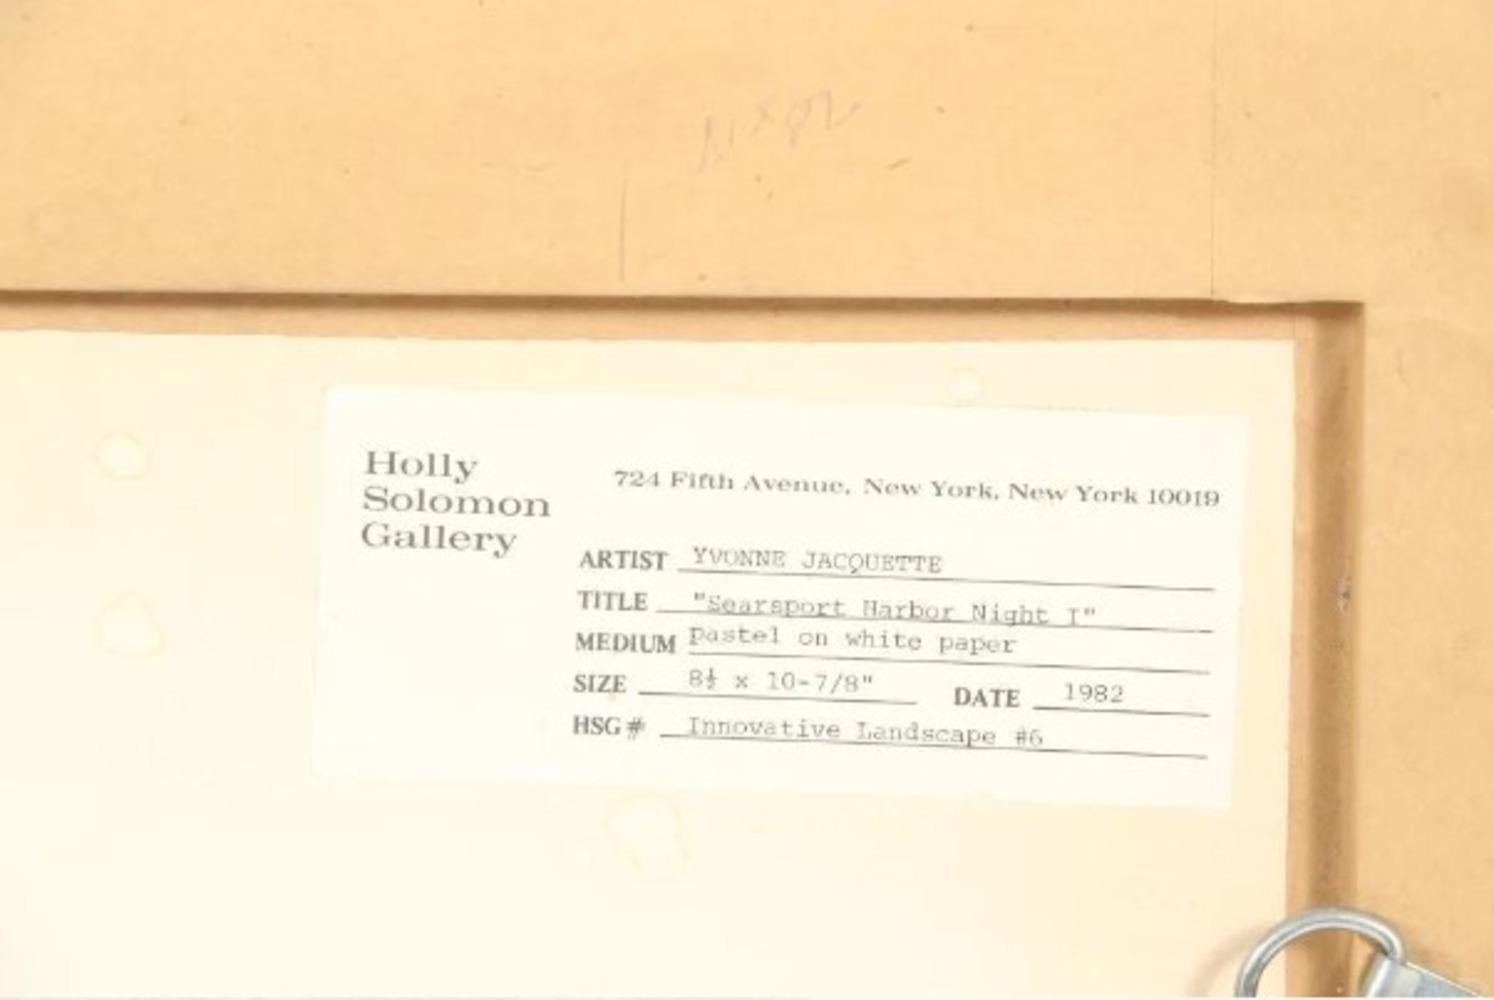 Holly
Solomon
Gallery
724 Fifth Avenue, New York, New York 10019
ARTIST YVONNE JACQUETTE
TITLE "Searsport Harbor Night I"
MEDIUM pastel on white paper
SIZE 8½ x 10-7/8" DATE 1982
HSG# Innovative Landscape #6